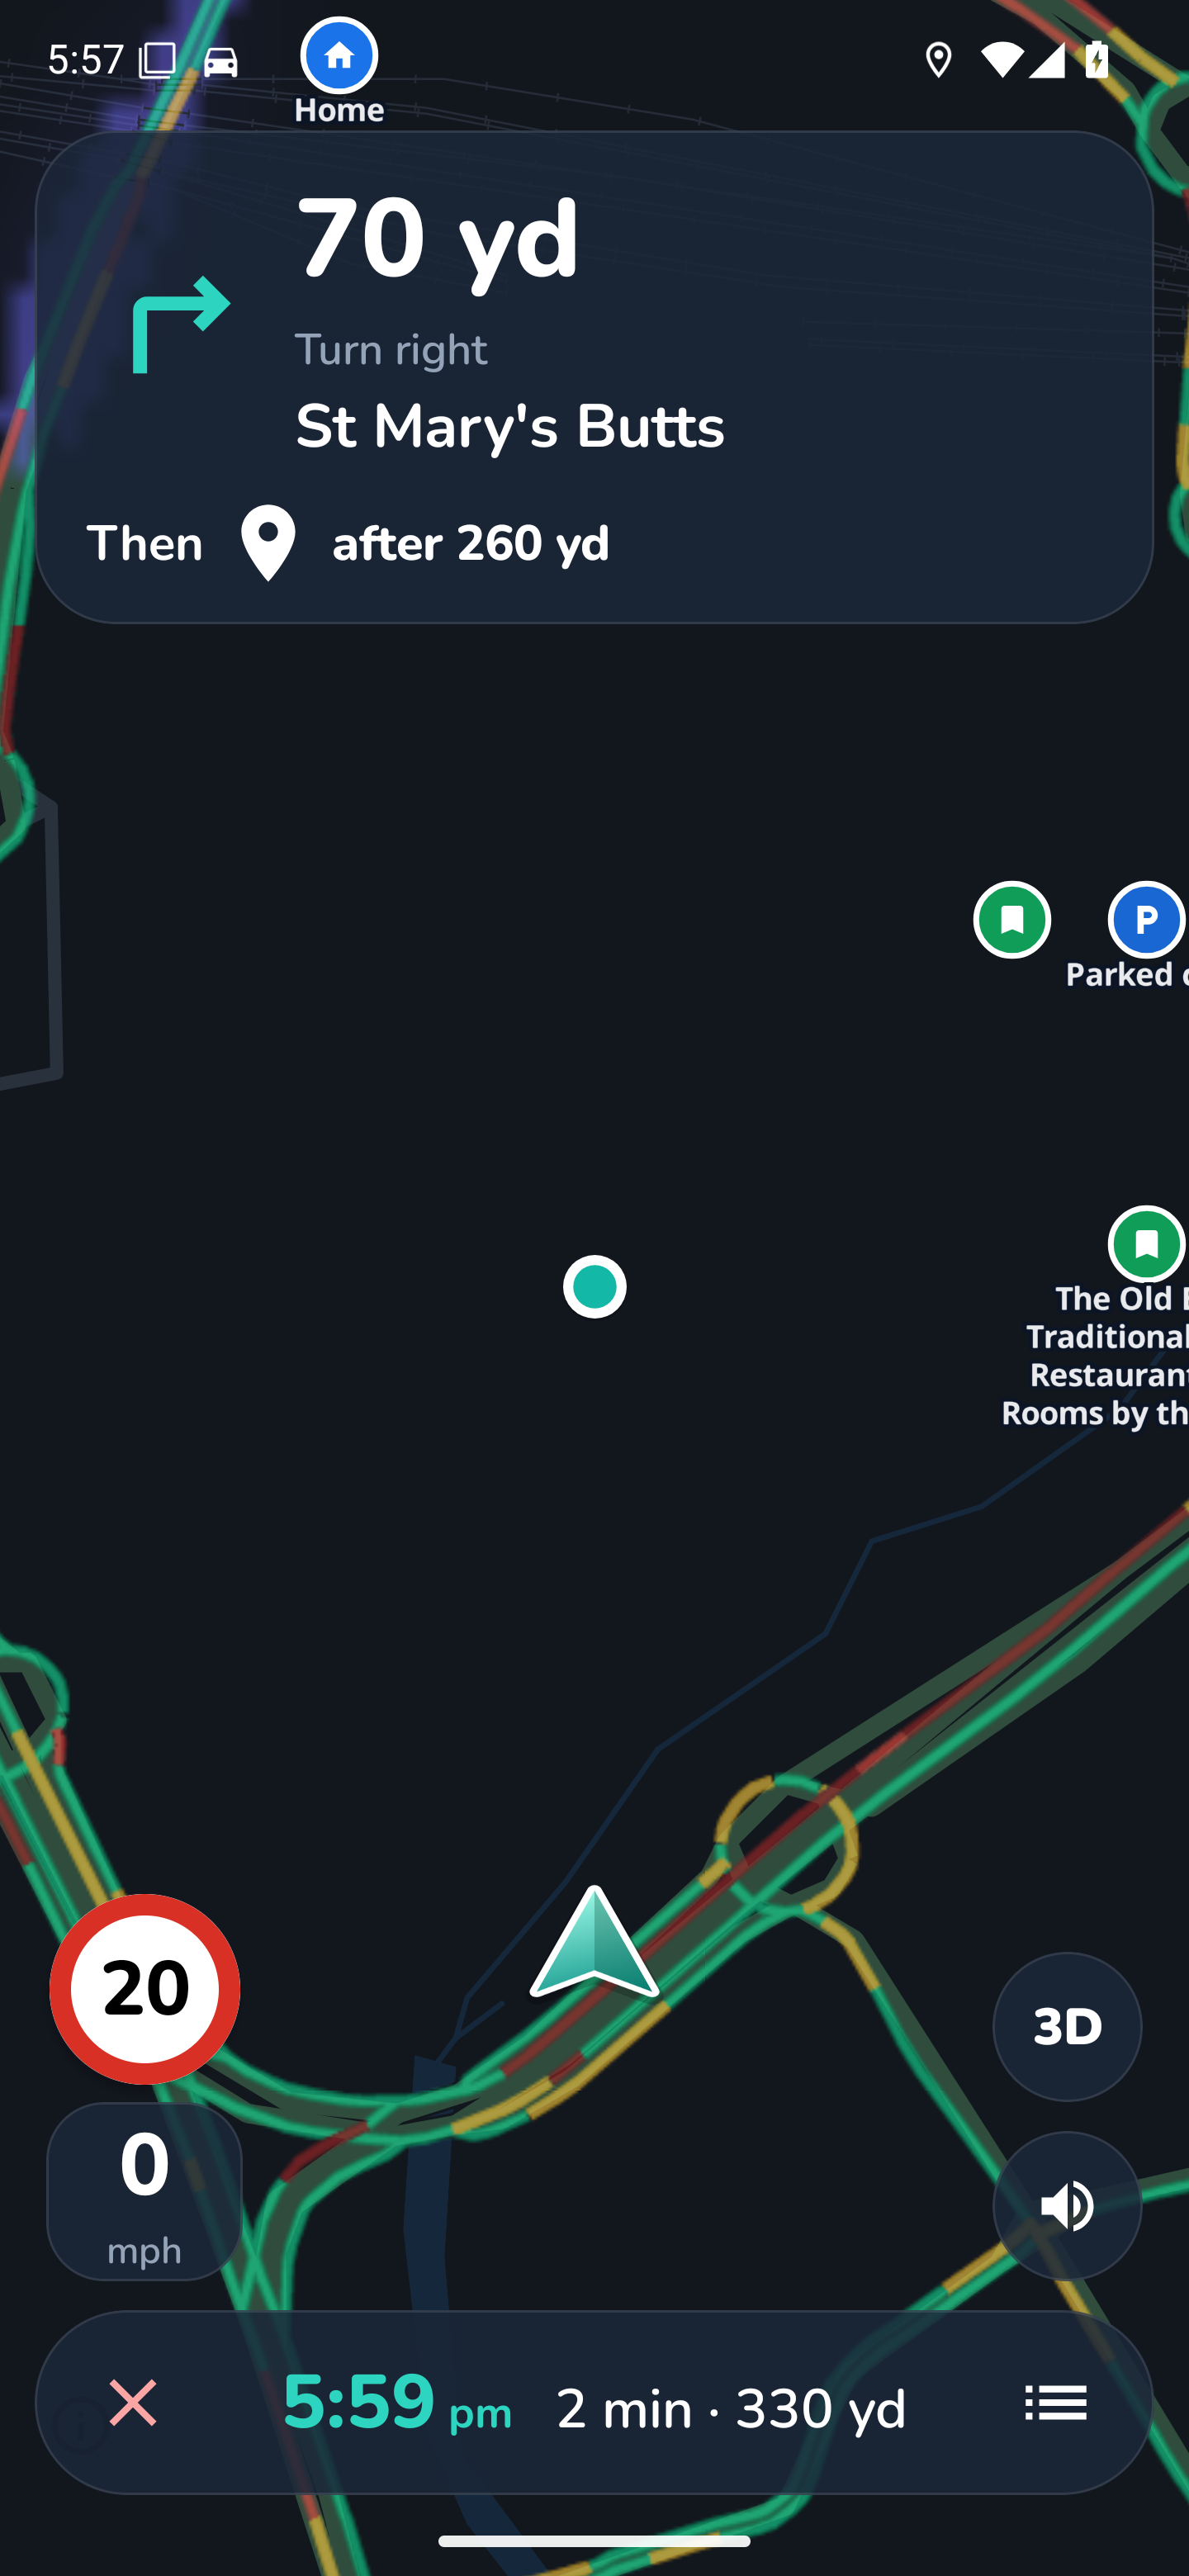 5:57
Home
70 yd
Turn right
St Mary's Butts
Then after 260 yd
P
Parked
The Old
Traditional
Restaurant
Rooms by th
20
0
mph
3D
5:59 pm 2 min · 330 yd